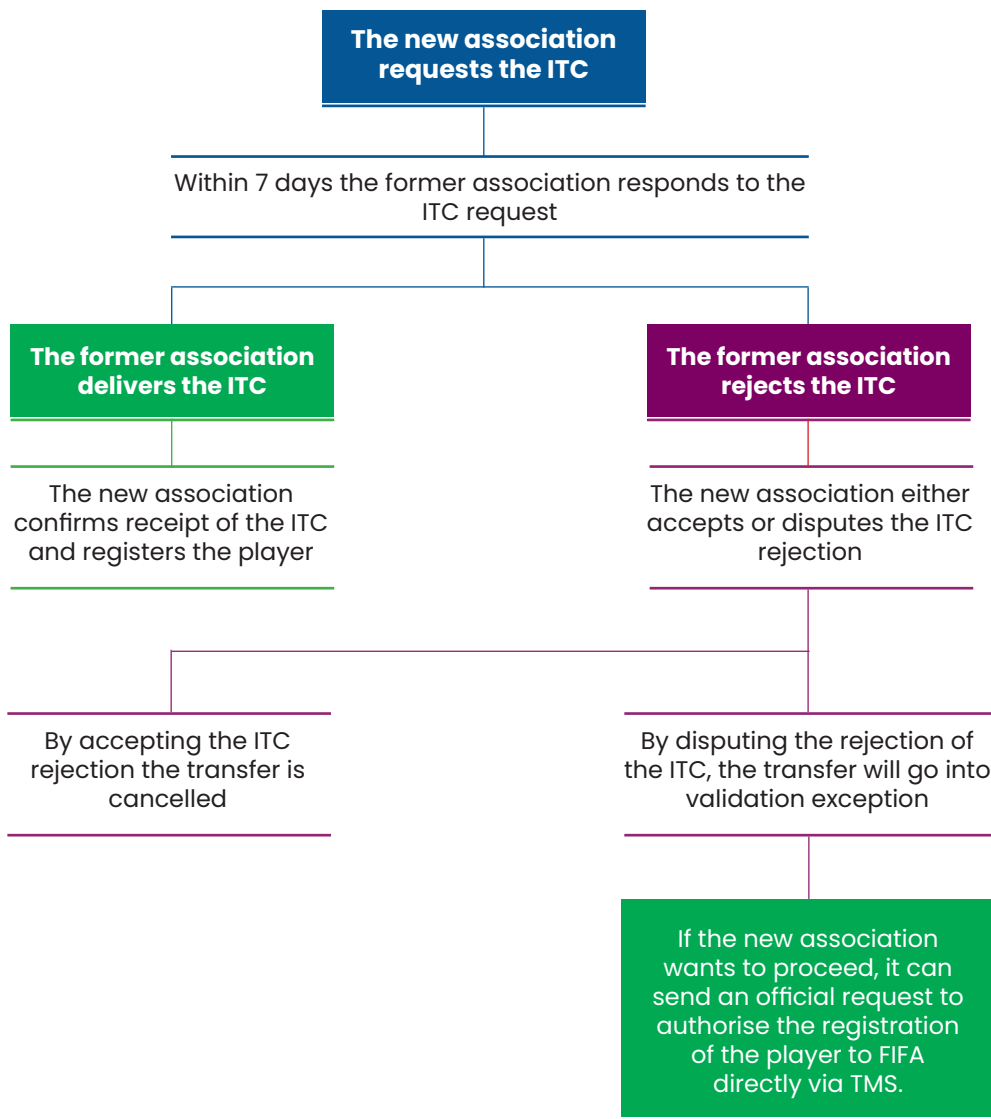 The new association
requests the ITC
Within 7 days the former association responds to the
ITC request
The former association
delivers the ITC
The former association
rejects the ITC
The new association
confirms receipt of the ITC
and registers the player
The new association either
accepts or disputes the ITC
rejection
By accepting the ITC
rejection the transfer is
cancelled
By disputing the rejection of
the ITC, the transfer will go into
validation exception
If the new association
wants to proceed, it can
send an official request to
authorise the registration
of the player to FIFA
directly via TMS.